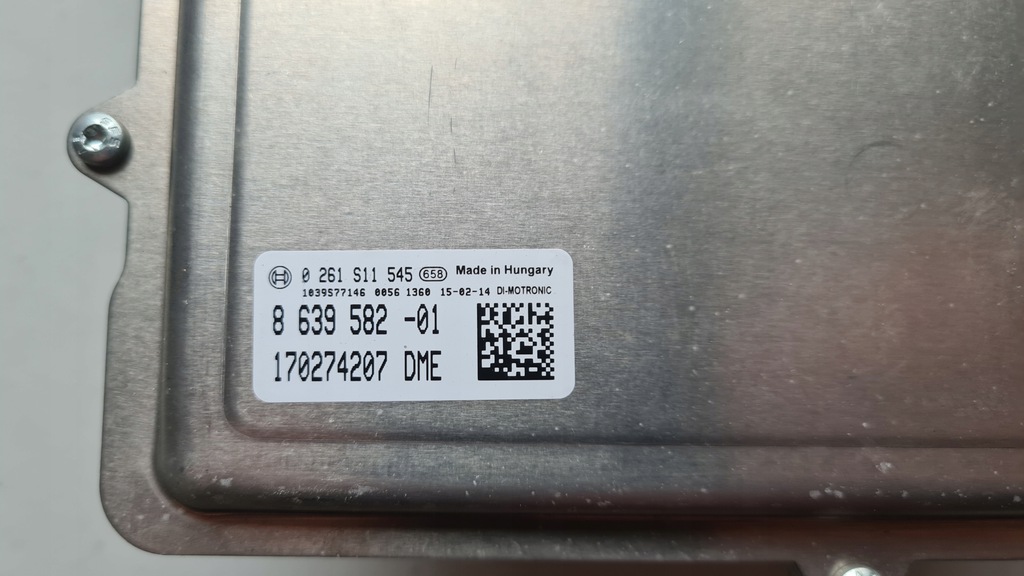 0 261 S11 545 658 Made in Hungary
1039S77146 0056 1360 15-02-14 DI-MOTRONIC
8 639 582 -01
170274207 DME